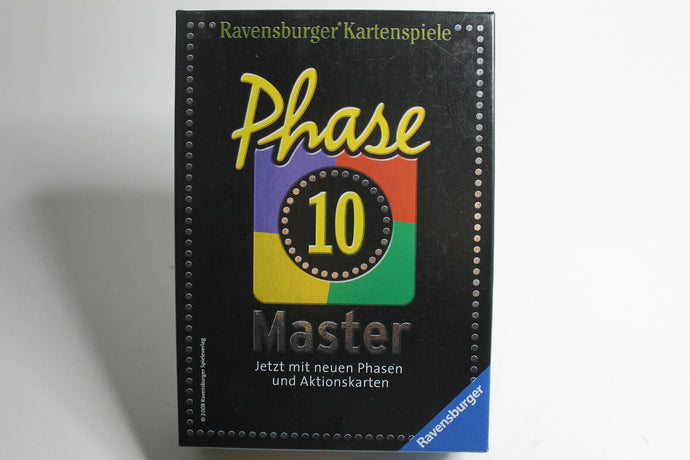 Ravensburger® Kartenspiele
Phase
10
Master
Jetzt mit neuen Phasen
und Aktionskarten
© 2008 Ravensburger Spieleverlag
Ravensburger